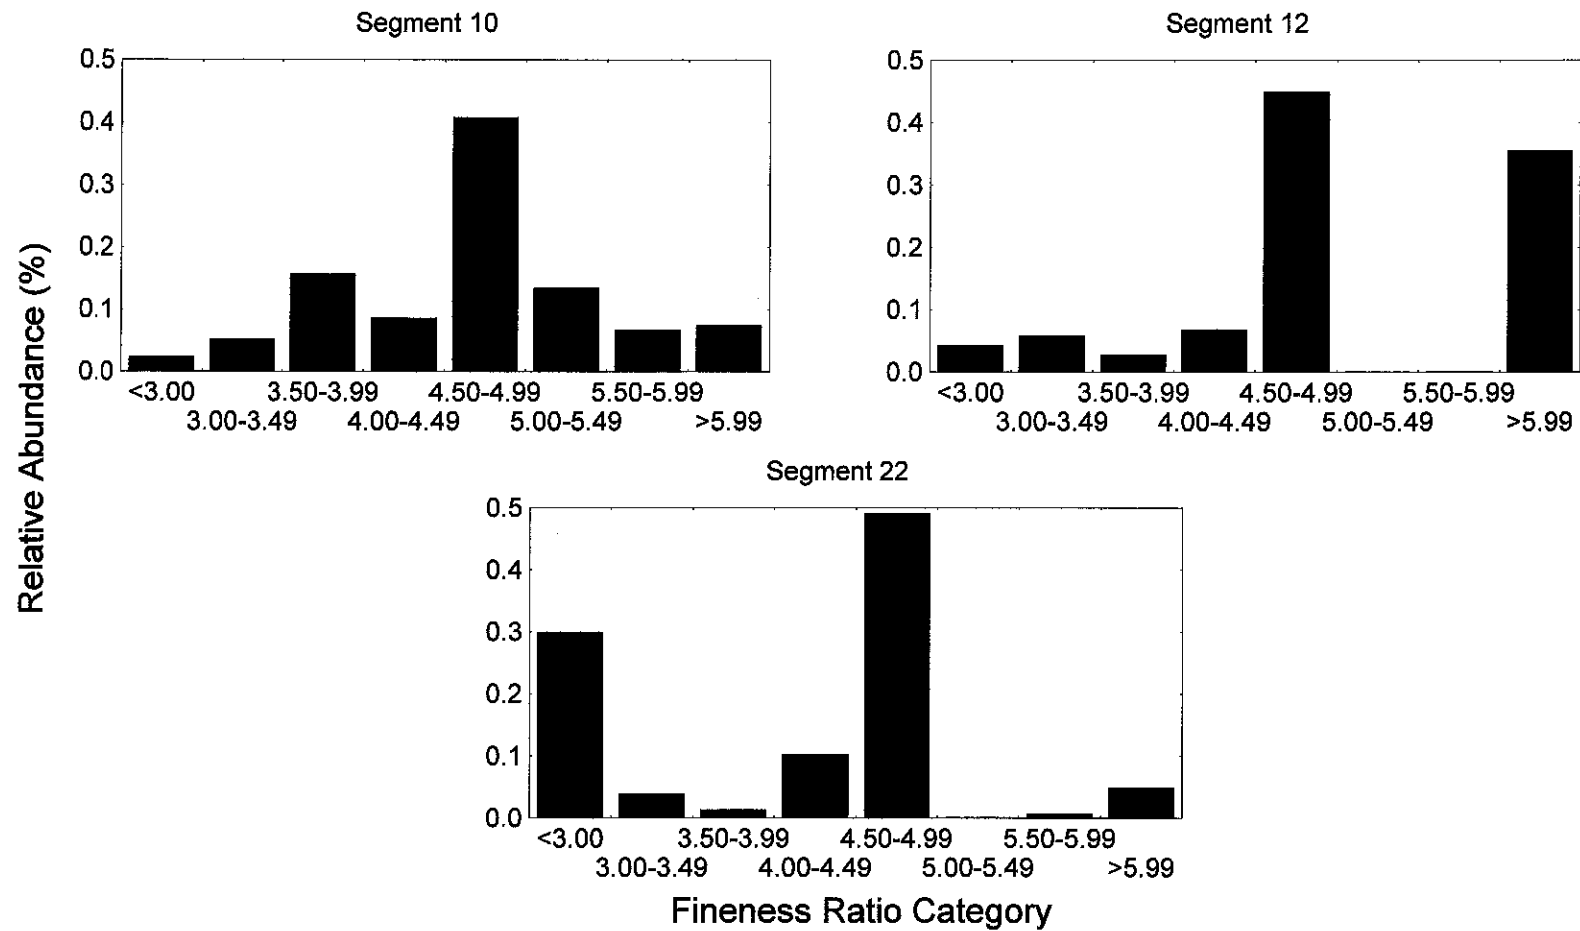 Segment 10
0.5
0.4
0.3
0.2
0.1
0.0
<3.00 3.50-3.99 4.50-4.99 5.50-5.99
3.00-3.49 4.00-4.49 5.00-5.49 >5.99
Segment 12
0.5
0.4
0.3
0.2
0.1
0.0
<3.00 3.50-3.99 4.50-4.99 5.50-5.99
3.00-3.49 4.00-4.49 5.00-5.49 >5.99
Relative Abundance (%)
Segment 22
0.5
0.4
0.3
0.2
0.1
0.0
<3.00 3.50-3.99 4.50-4.99 5.50-5.99
3.00-3.49 4.00-4.49 5.00-5.49 >5.99
Fineness Ratio Category